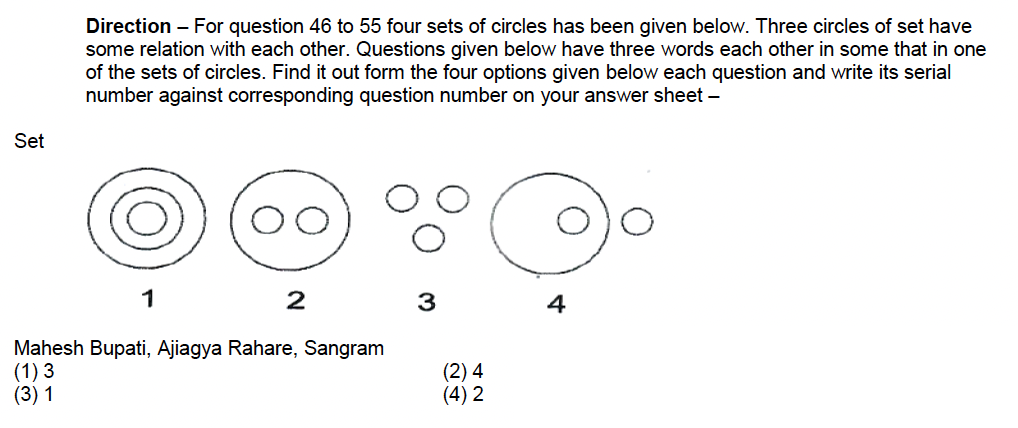 Direction – For question 46 to 55 four sets of circles has been given below. Three circles of set have
some relation with each other. Questions given below have three words each other in some that in one
of the sets of circles. Find it out form the four options given below each question and write its serial
number against corresponding question number on your answer sheet –
Set
1 2 3 4
Mahesh Bupati, Ajiagya Rahare, Sangram
(1) 3 (2) 4
(3) 1 (4) 2